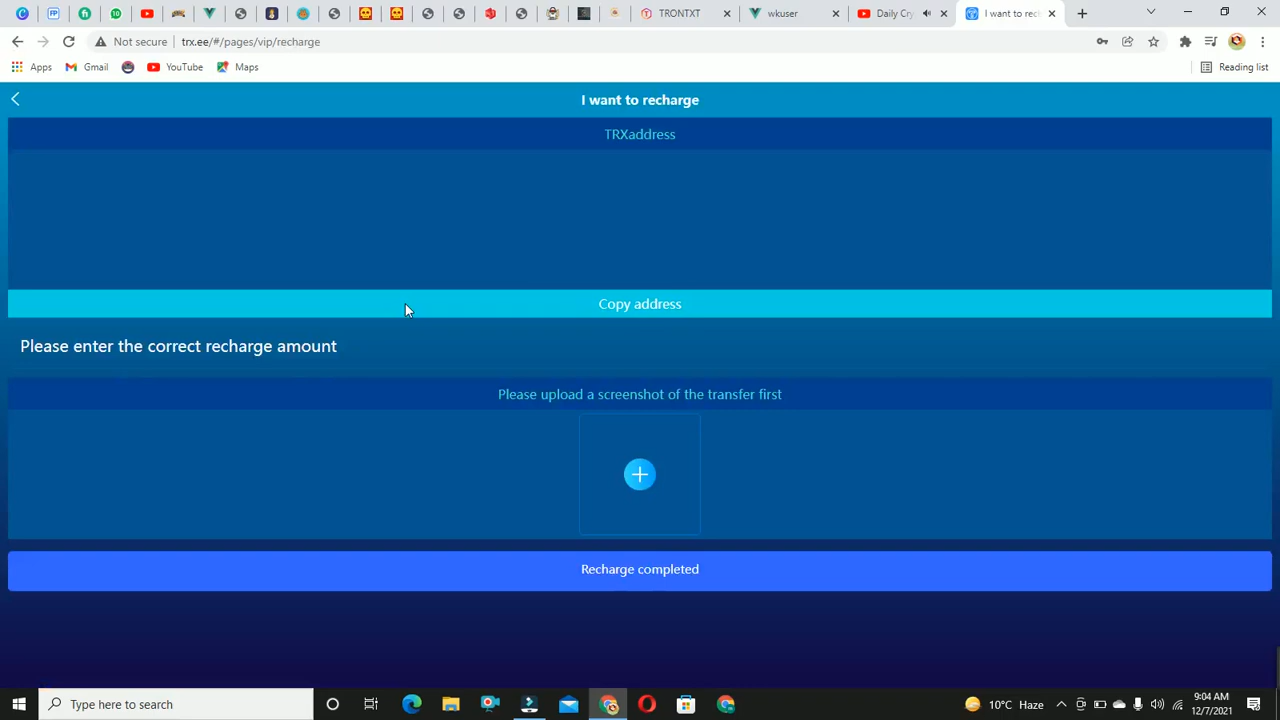 TRONTXT
wkuser
Daily Cry
I want to rec
Not secure
trx.ee/#/pages/vip/recharge
Apps
Gmail
YouTube
Maps
Reading list
I want to recharge
TRXaddress
Copy address
Please enter the correct recharge amount
Please upload a screenshot of the transfer first
Recharge completed
Type here to search
10°C Haze
9:04 AM
12/7/2021